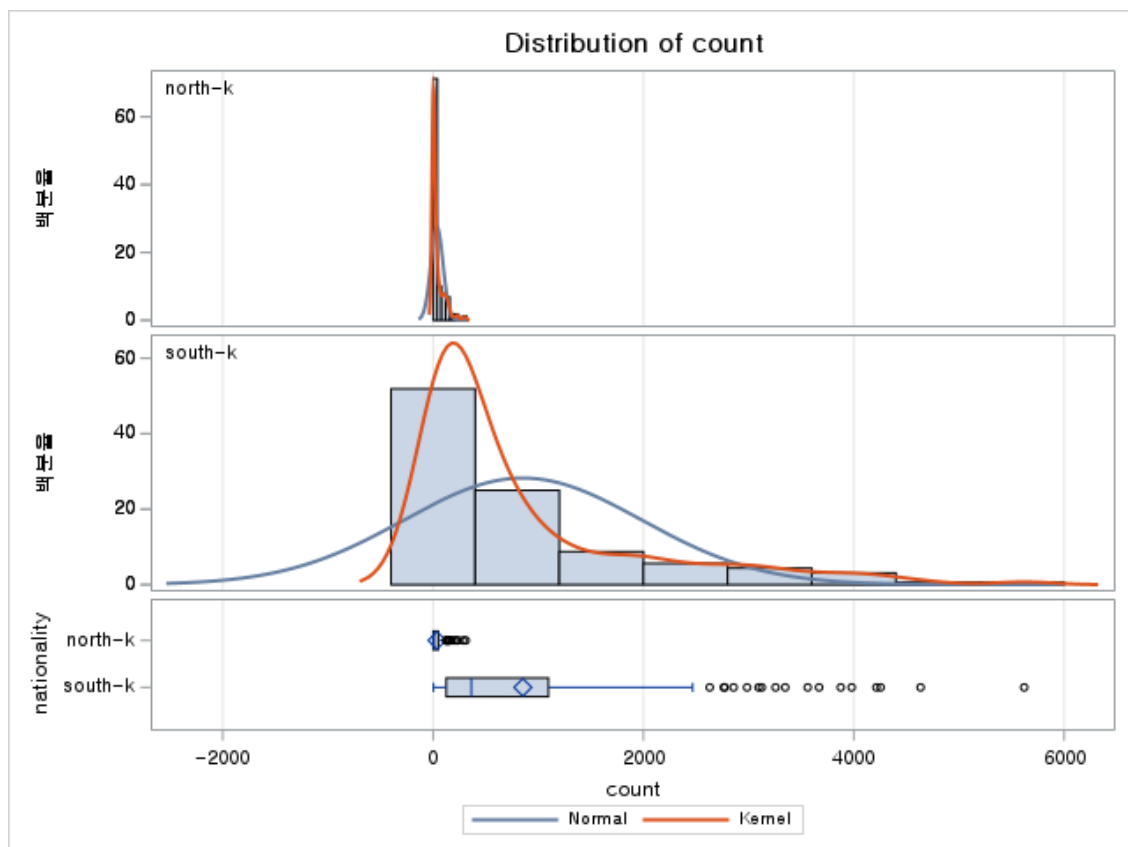 Distribution of count
north-k
60
40
20
0
백분율
south-k
60
40
20
0
백분율
north-k
south-k
nationality
-2000 0 2000 4000 6000
count
Normal Kernel